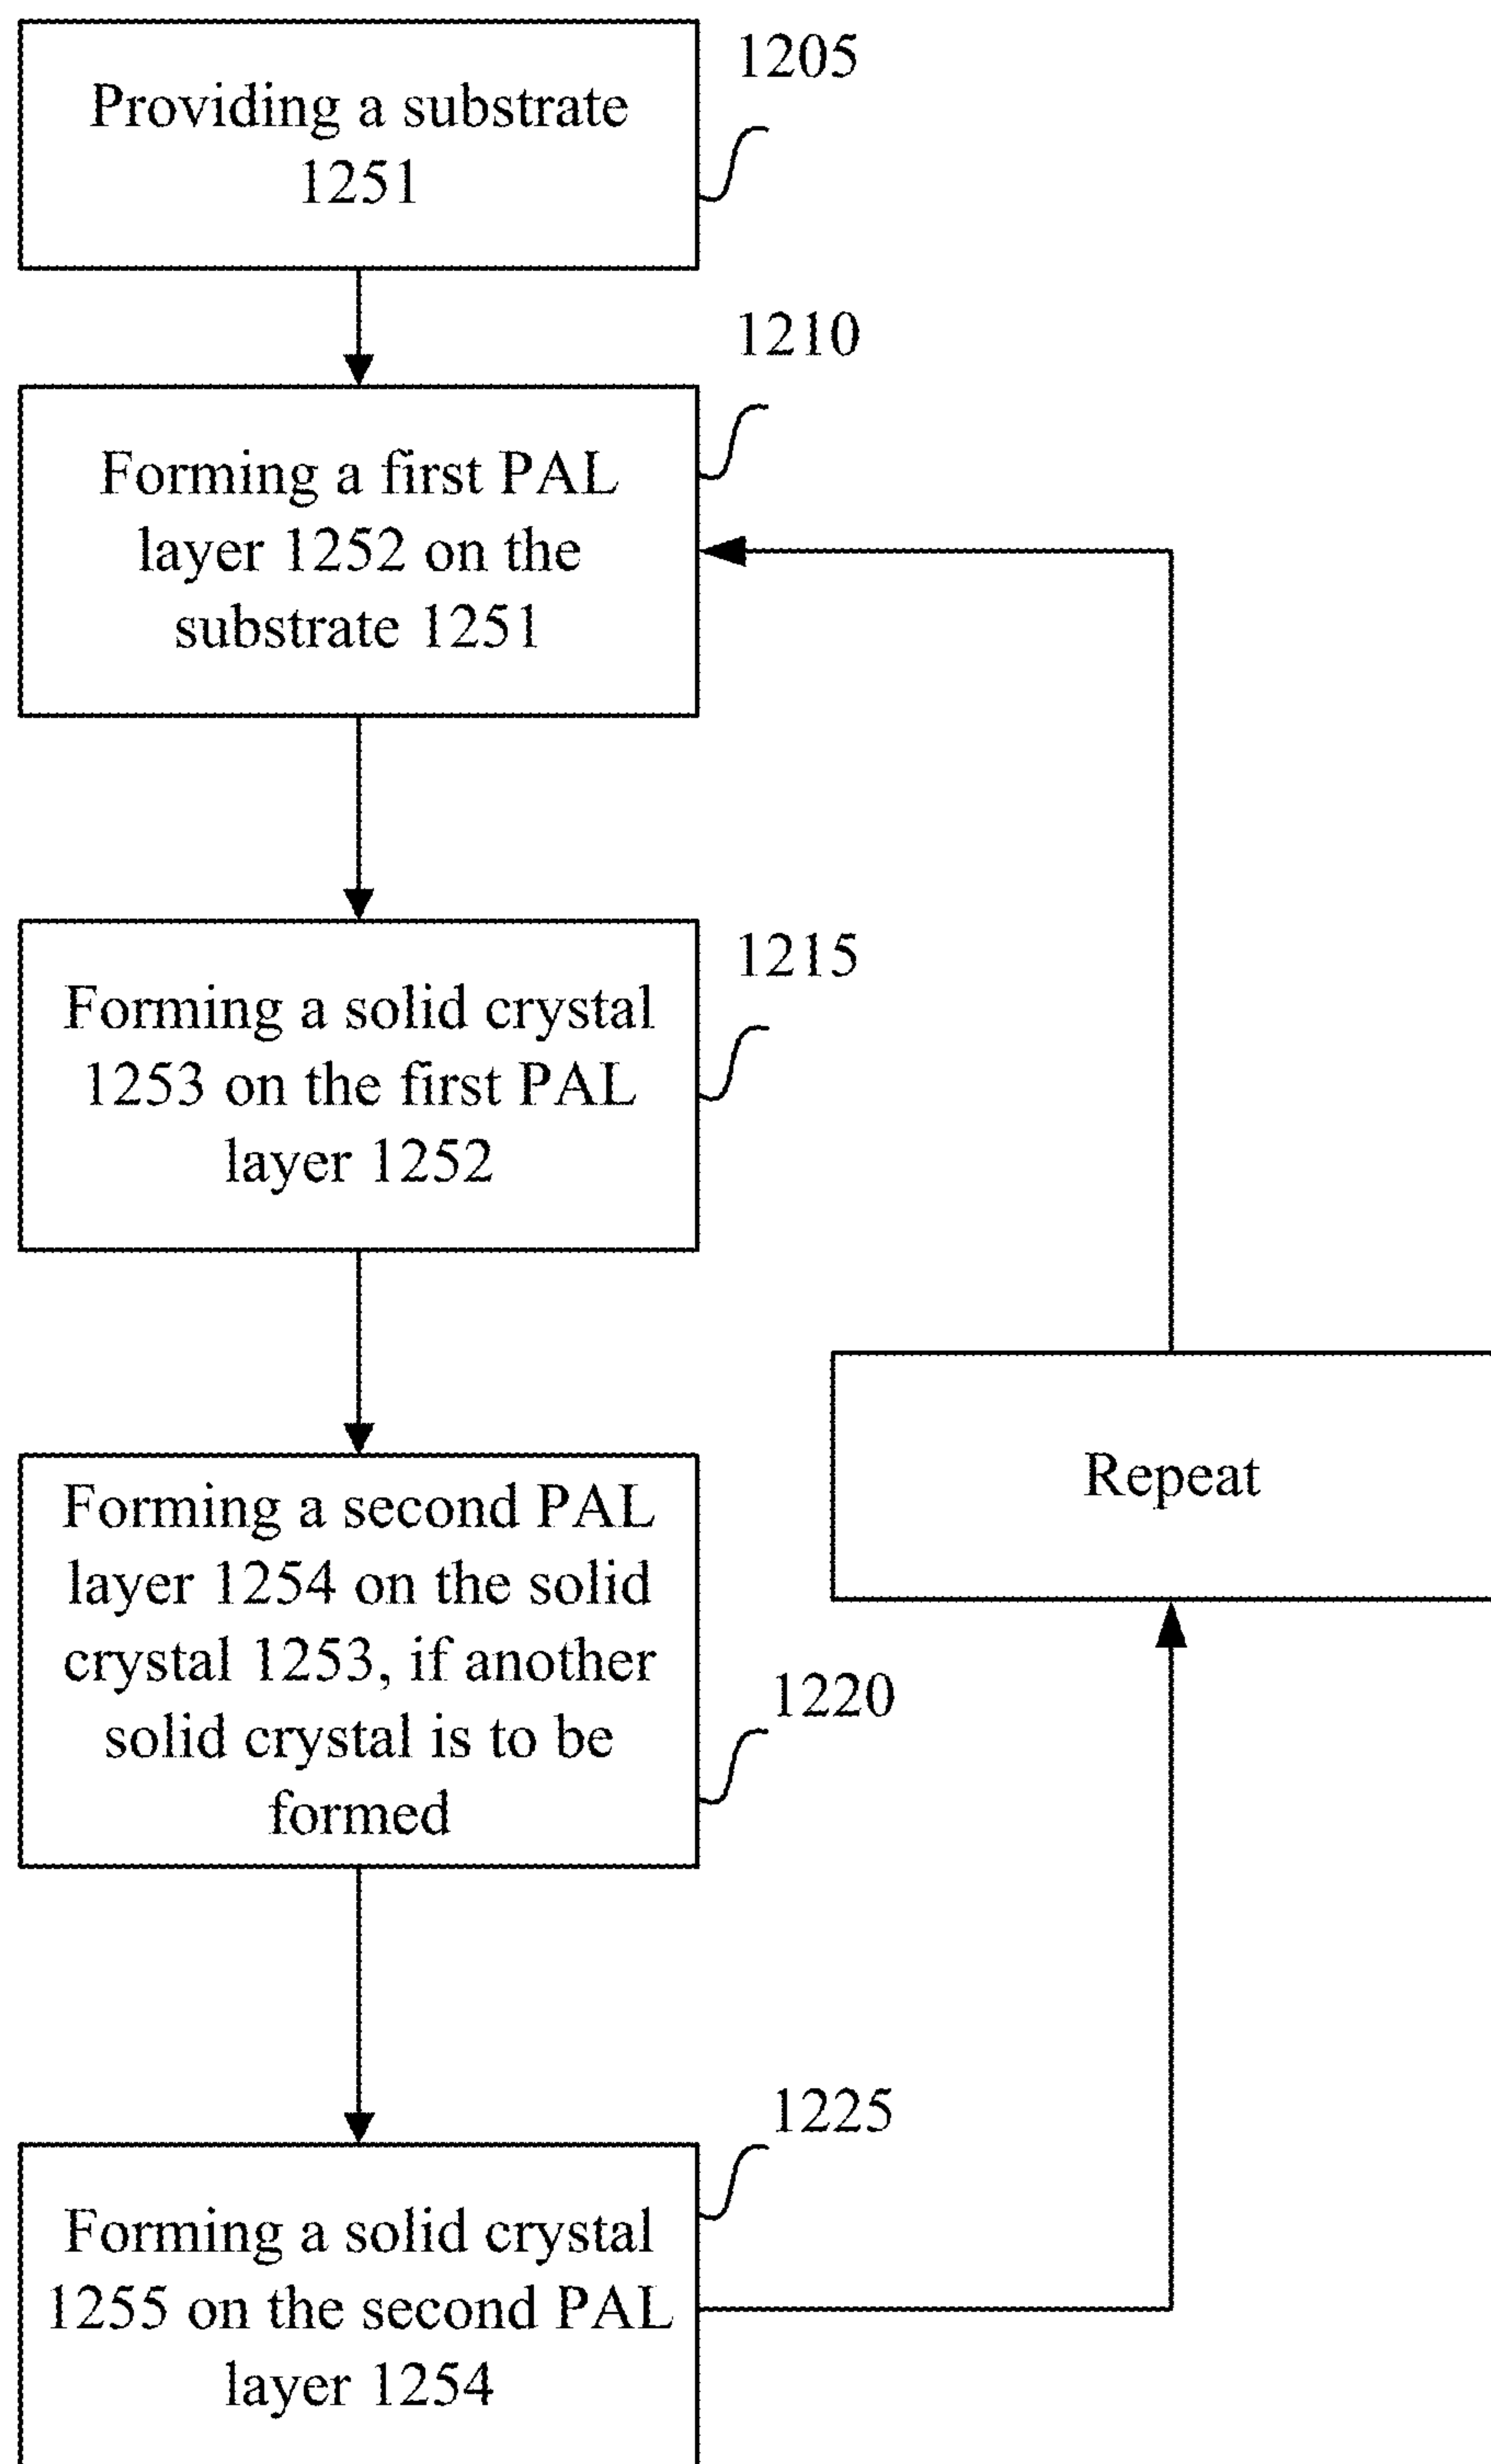 Providing a substrate
1251
1205
Forming a first PAL
layer 1252 on the
substrate 1251
1210
Forming a solid crystal
1253 on the first PAL
layer 1252
1215
Forming a second PAL
layer 1254 on the solid
crystal 1253, if another
solid crystal is to be
formed
1220
Repeat
Forming a solid crystal
1255 on the second PAL
layer 1254
1225